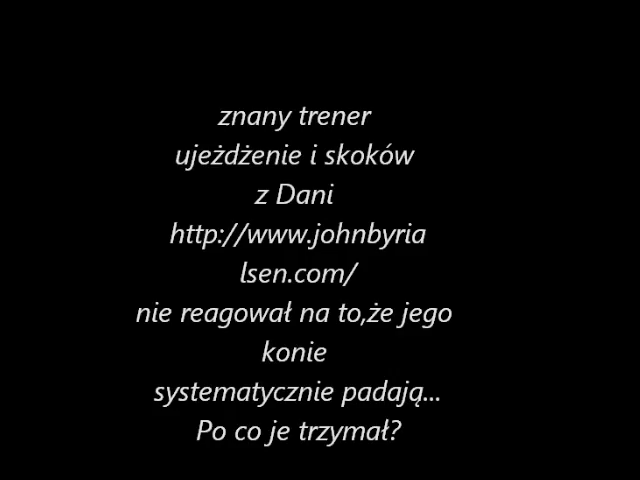 znany trener
ujeżdżenie i skoków
z Dani
http://www.johnbyria
lsen.com/
nie reagował na to,że jego
konie
systematycznie padają...
Po co je trzymał?